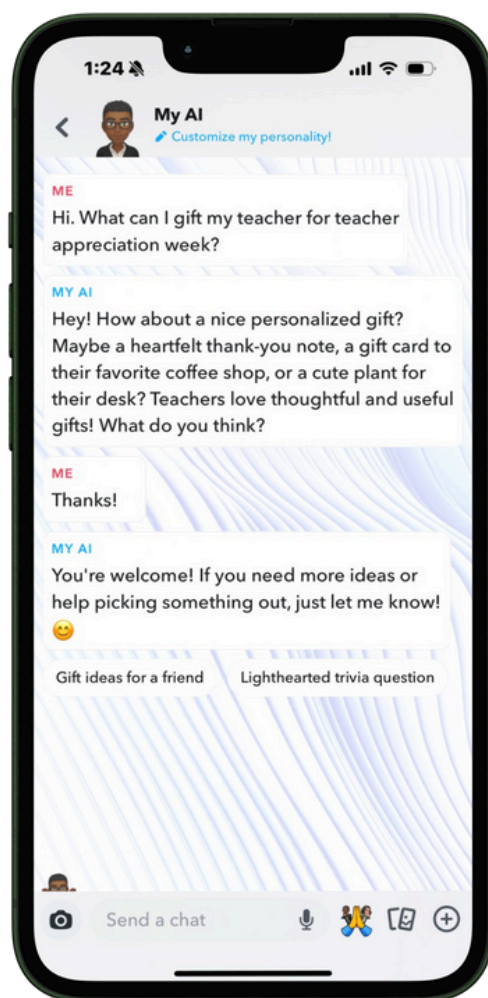 1:24
My AI
Customize my personality!
ME
Hi. What can I gift my teacher for teacher
appreciation week?
MY AI
Hey! How about a nice personalized gift?
Maybe a heartfelt thank-you note, a gift card to
their favorite coffee shop, or a cute plant for
their desk? Teachers love thoughtful and useful
gifts! What do you think?
ME
Thanks!
MY AI
You're welcome! If you need more ideas or
help picking something out, just let me know!
😊
Gift ideas for a friend Lighthearted trivia question
Send a chat